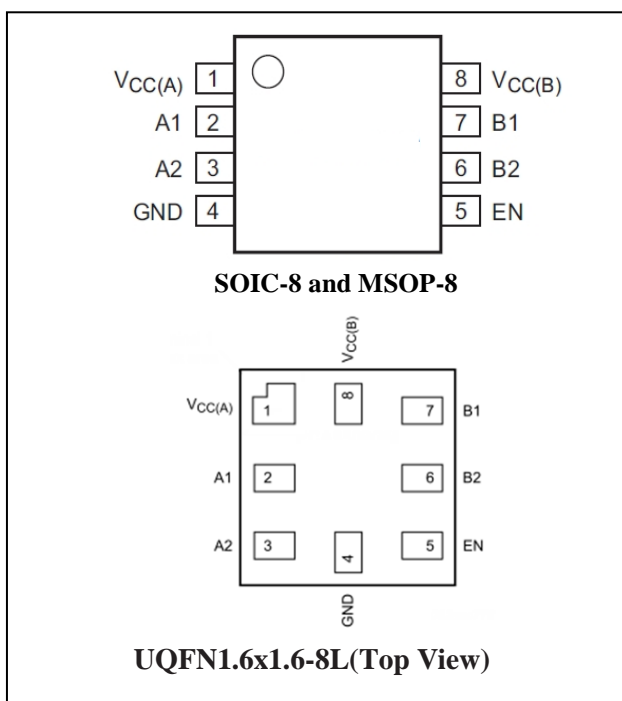 VCC(A) 1 8 VCC(B)
A1 2 7 B1
A2 3 6 B2
GND 4 5 EN
SOIC-8 and MSOP-8
VCC(B)
VCC(A) 1 8 7 B1
A1 2 6 B2
A2 3 4 5 EN
GND
UQFN1.6x1.6-8L(Top View)